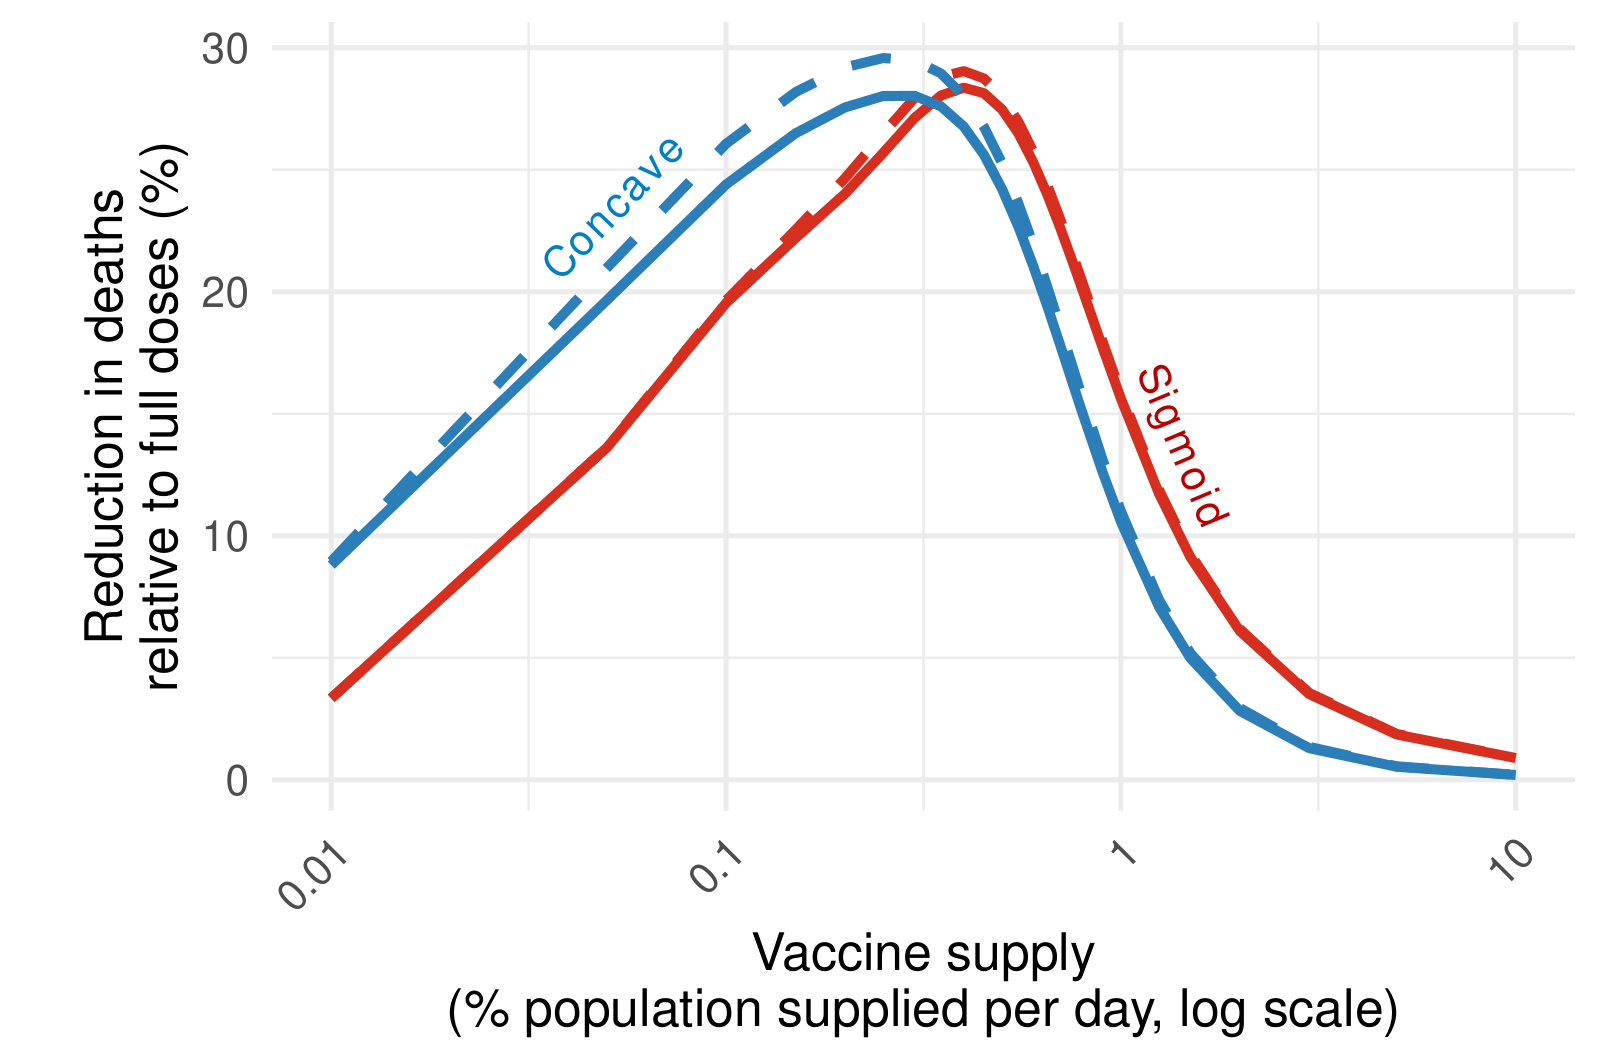 Reduction in deaths
relative to full doses (%)
30
20
10
0
Concave
Sigmoid
0.01
0.1
1
10
Vaccine supply
(% population supplied per day, log scale)